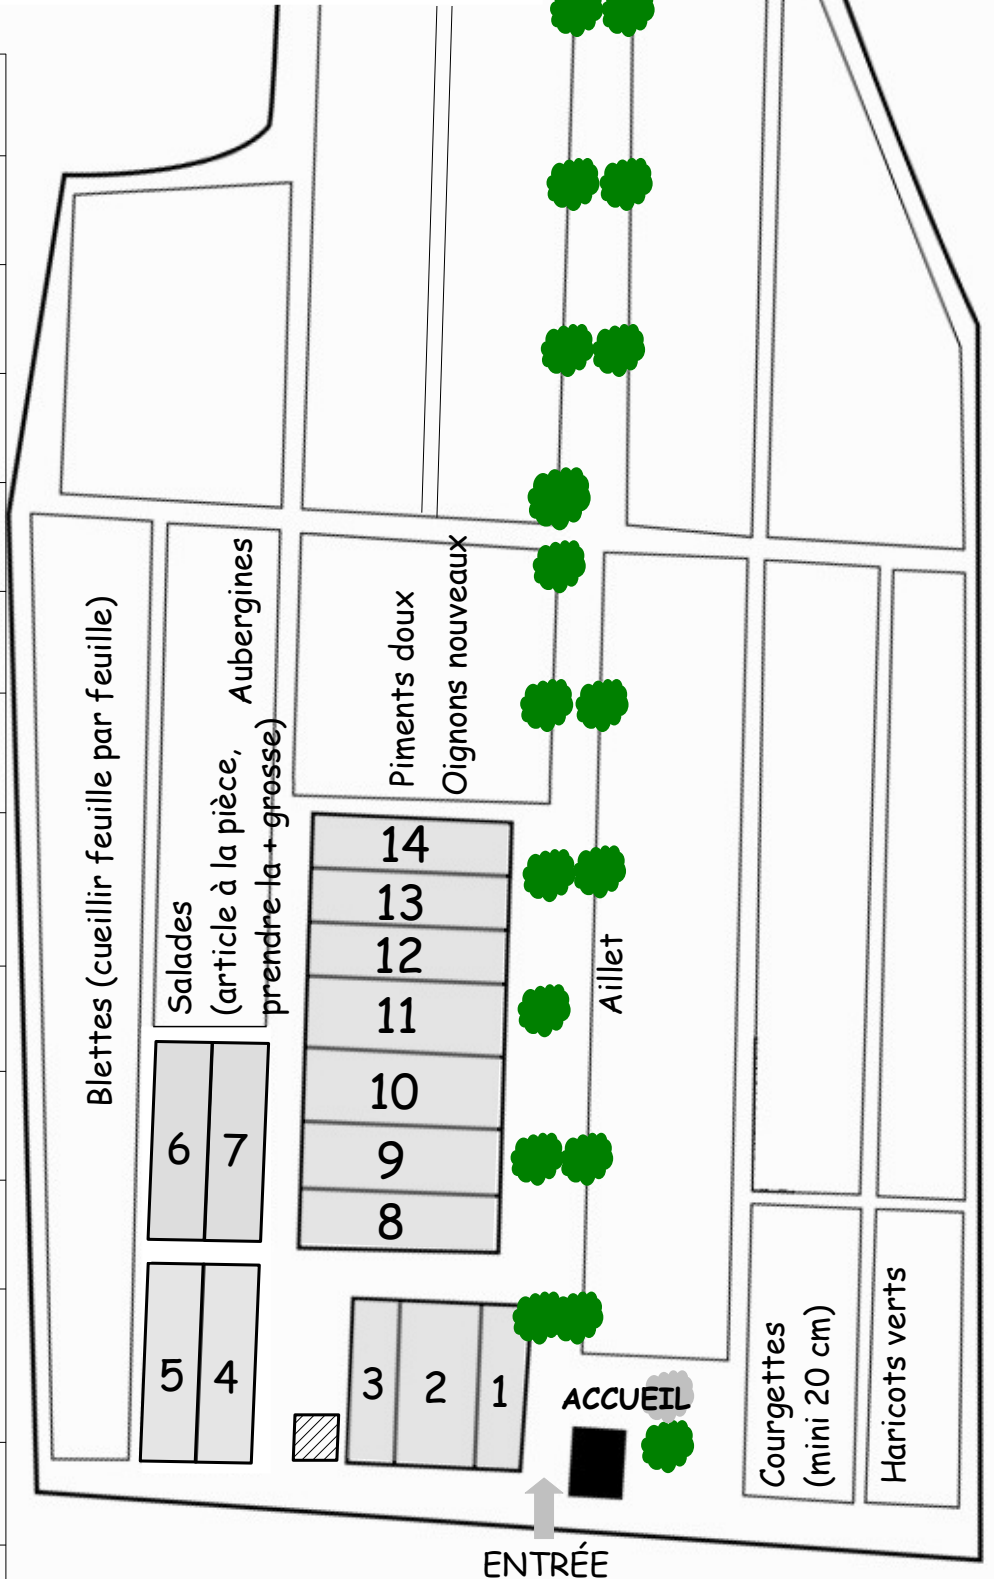 Blettes (cueillir feuille par feuille)
Salades
(article à la pièce,
prendre la + grosse)
Aubergines
Piments doux
Oignons nouveaux
14
13
12
11
10
9
8
6
7
5
4
3
2
1
Aillet
ACCUEIL
Courgettes
(mini 20 cm)
Haricots verts
ENTRÉE